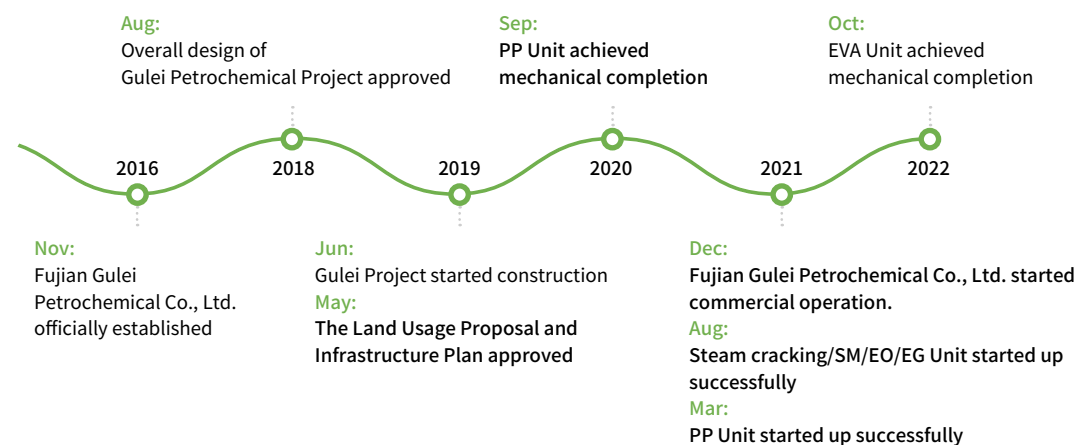 Aug:
Overall design of
Gulei Petrochemical Project approved
Sep:
PP Unit achieved
mechanical completion
Oct:
EVA Unit achieved
mechanical completion
2016
2018
2019
2020
2021
2022
Nov:
Fujian Gulei
Petrochemical Co., Ltd.
officially established
Jun:
Gulei Project started construction
May:
The Land Usage Proposal and
Infrastructure Plan approved
Dec:
Fujian Gulei Petrochemical Co., Ltd. started
commercial operation.
Aug:
Steam cracking/SM/EO/EG Unit started up
successfully
Mar:
PP Unit started up successfully